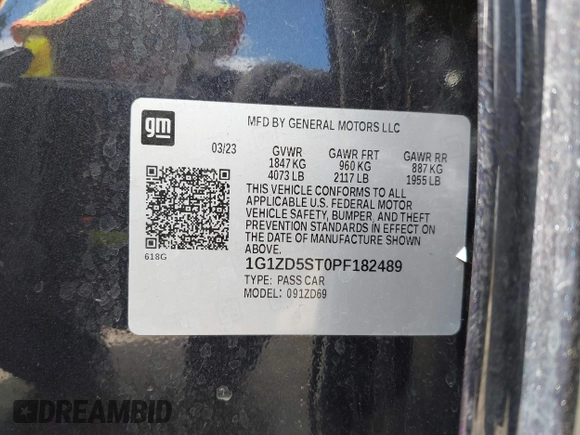 gm
MFD BY GENERAL MOTORS LLC
03/23 GVWR GAWR FRT GAWR RR
1847 KG 960 KG 887 KG
4073 LB 2117 LB 1955 LB
THIS VEHICLE CONFORMS TO ALL
APPLICABLE U.S. FEDERAL MOTOR
VEHICLE SAFETY, BUMPER, AND THEFT
PREVENTION STANDARDS IN EFFECT ON
THE DATE OF MANUFACTURE SHOWN
ABOVE.
618G
1G1ZD5ST0PF182489
TYPE: PASS CAR
MODEL: 091ZD69
DREAMBID